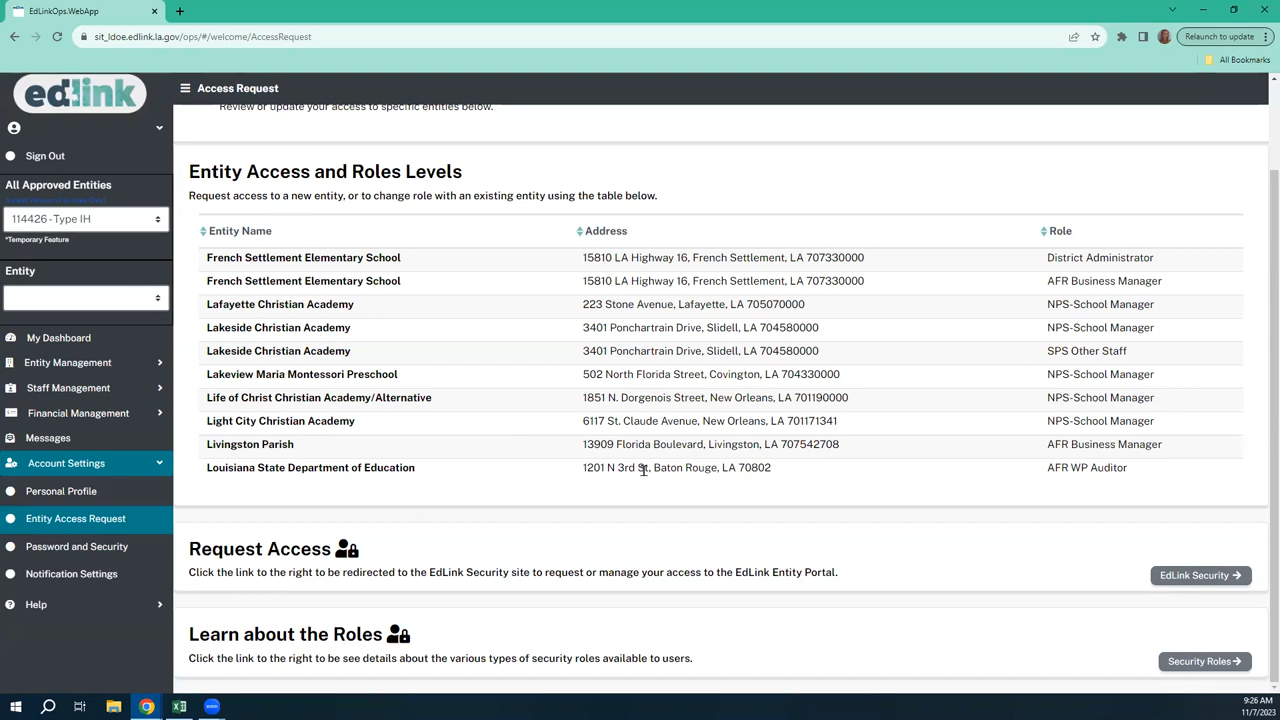 EdLinkOps.WebApp
sit_ldoe.edlink.la.gov/ops/#/welcome/AccessRequest
Relaunch to update
All Bookmarks
edlink
Access Request
Review or update your access to specific entities below.
Sign Out
All Approved Entities
114426 - Type IH
*Temporary Feature
Entity
My Dashboard
Entity Management
Staff Management
Financial Management
Messages
Account Settings
Personal Profile
Entity Access Request
Password and Security
Notification Settings
Help
Entity Access and Roles Levels
Request access to a new entity, or to change role with an existing entity using the table below.
Entity Name Address Role
French Settlement Elementary School 15810 LA Highway 16, French Settlement, LA 707330000 District Administrator
French Settlement Elementary School 15810 LA Highway 16, French Settlement, LA 707330000 AFR Business Manager
Lafayette Christian Academy 223 Stone Avenue, Lafayette, LA 705070000 NPS-School Manager
Lakeside Christian Academy 3401 Ponchartrain Drive, Slidell, LA 704580000 NPS-School Manager
Lakeside Christian Academy 3401 Ponchartrain Drive, Slidell, LA 704580000 SPS Other Staff
Lakeview Maria Montessori Preschool 502 North Florida Street, Covington, LA 704330000 NPS-School Manager
Life of Christ Christian Academy/Alternative 1851 N. Dorgenois Street, New Orleans, LA 701190000 NPS-School Manager
Light City Christian Academy 6117 St. Claude Avenue, New Orleans, LA 701171341 NPS-School Manager
Livingston Parish 13909 Florida Boulevard, Livingston, LA 707542708 AFR Business Manager
Louisiana State Department of Education 1201 N 3rd St, Baton Rouge, LA 70802 AFR WP Auditor
Request Access
Click the link to the right to be redirected to the EdLink Security site to request or manage your access to the EdLink Entity Portal.
EdLink Security
Learn about the Roles
Click the link to the right to be see details about the various types of security roles available to users.
Security Roles
9:26 AM
11/7/2023